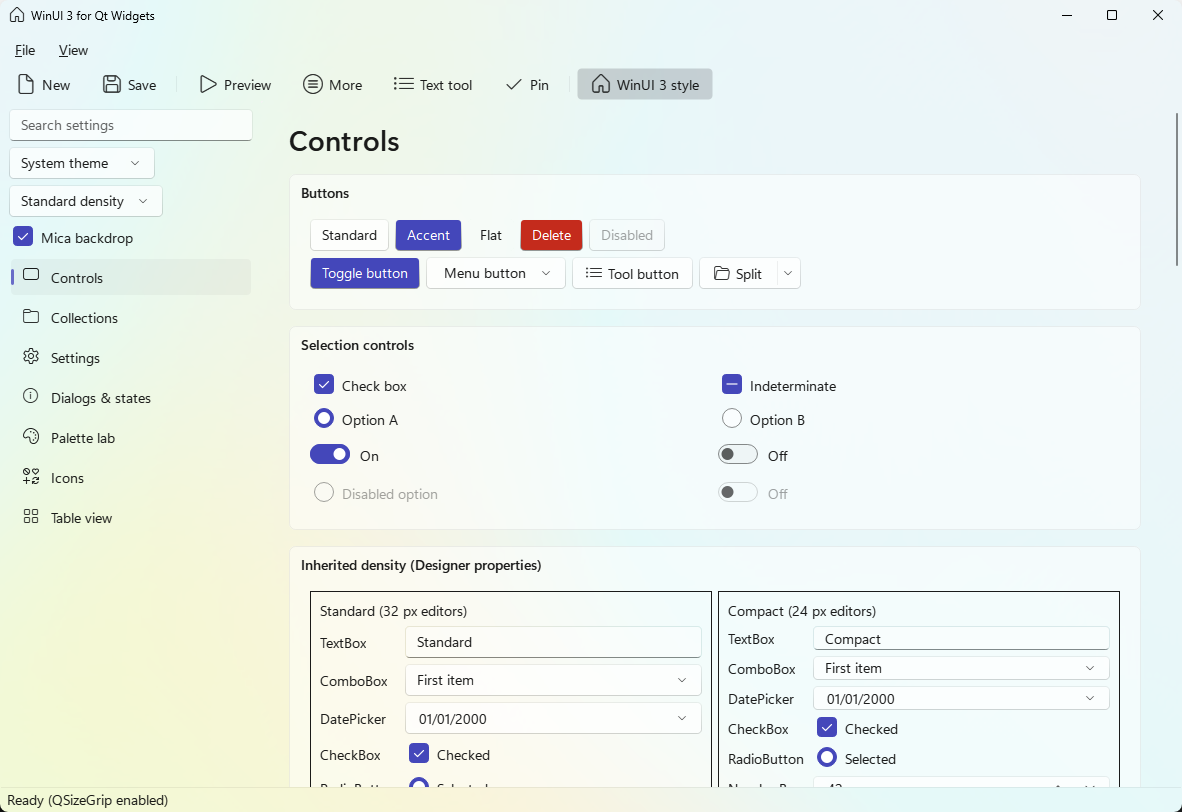 WinUI 3 for Qt Widgets
File View
New Save Preview More Text tool Pin WinUI 3 style
Search settings
System theme
Standard density
Mica backdrop
Controls
Collections
Settings
Dialogs & states
Palette lab
Icons
Table view
Controls
Buttons
Standard Accent Flat Delete Disabled
Toggle button Menu button Tool button Split
Selection controls
Check box Indeterminate
Option A Option B
On Off
Disabled option Off
Inherited density (Designer properties)
Standard (32 px editors)
TextBox Standard
ComboBox First item
DatePicker 01/01/2000
CheckBox Checked
Compact (24 px editors)
TextBox Compact
ComboBox First item
DatePicker 01/01/2000
CheckBox Checked
RadioButton Selected
Ready (QSizeGrip enabled)